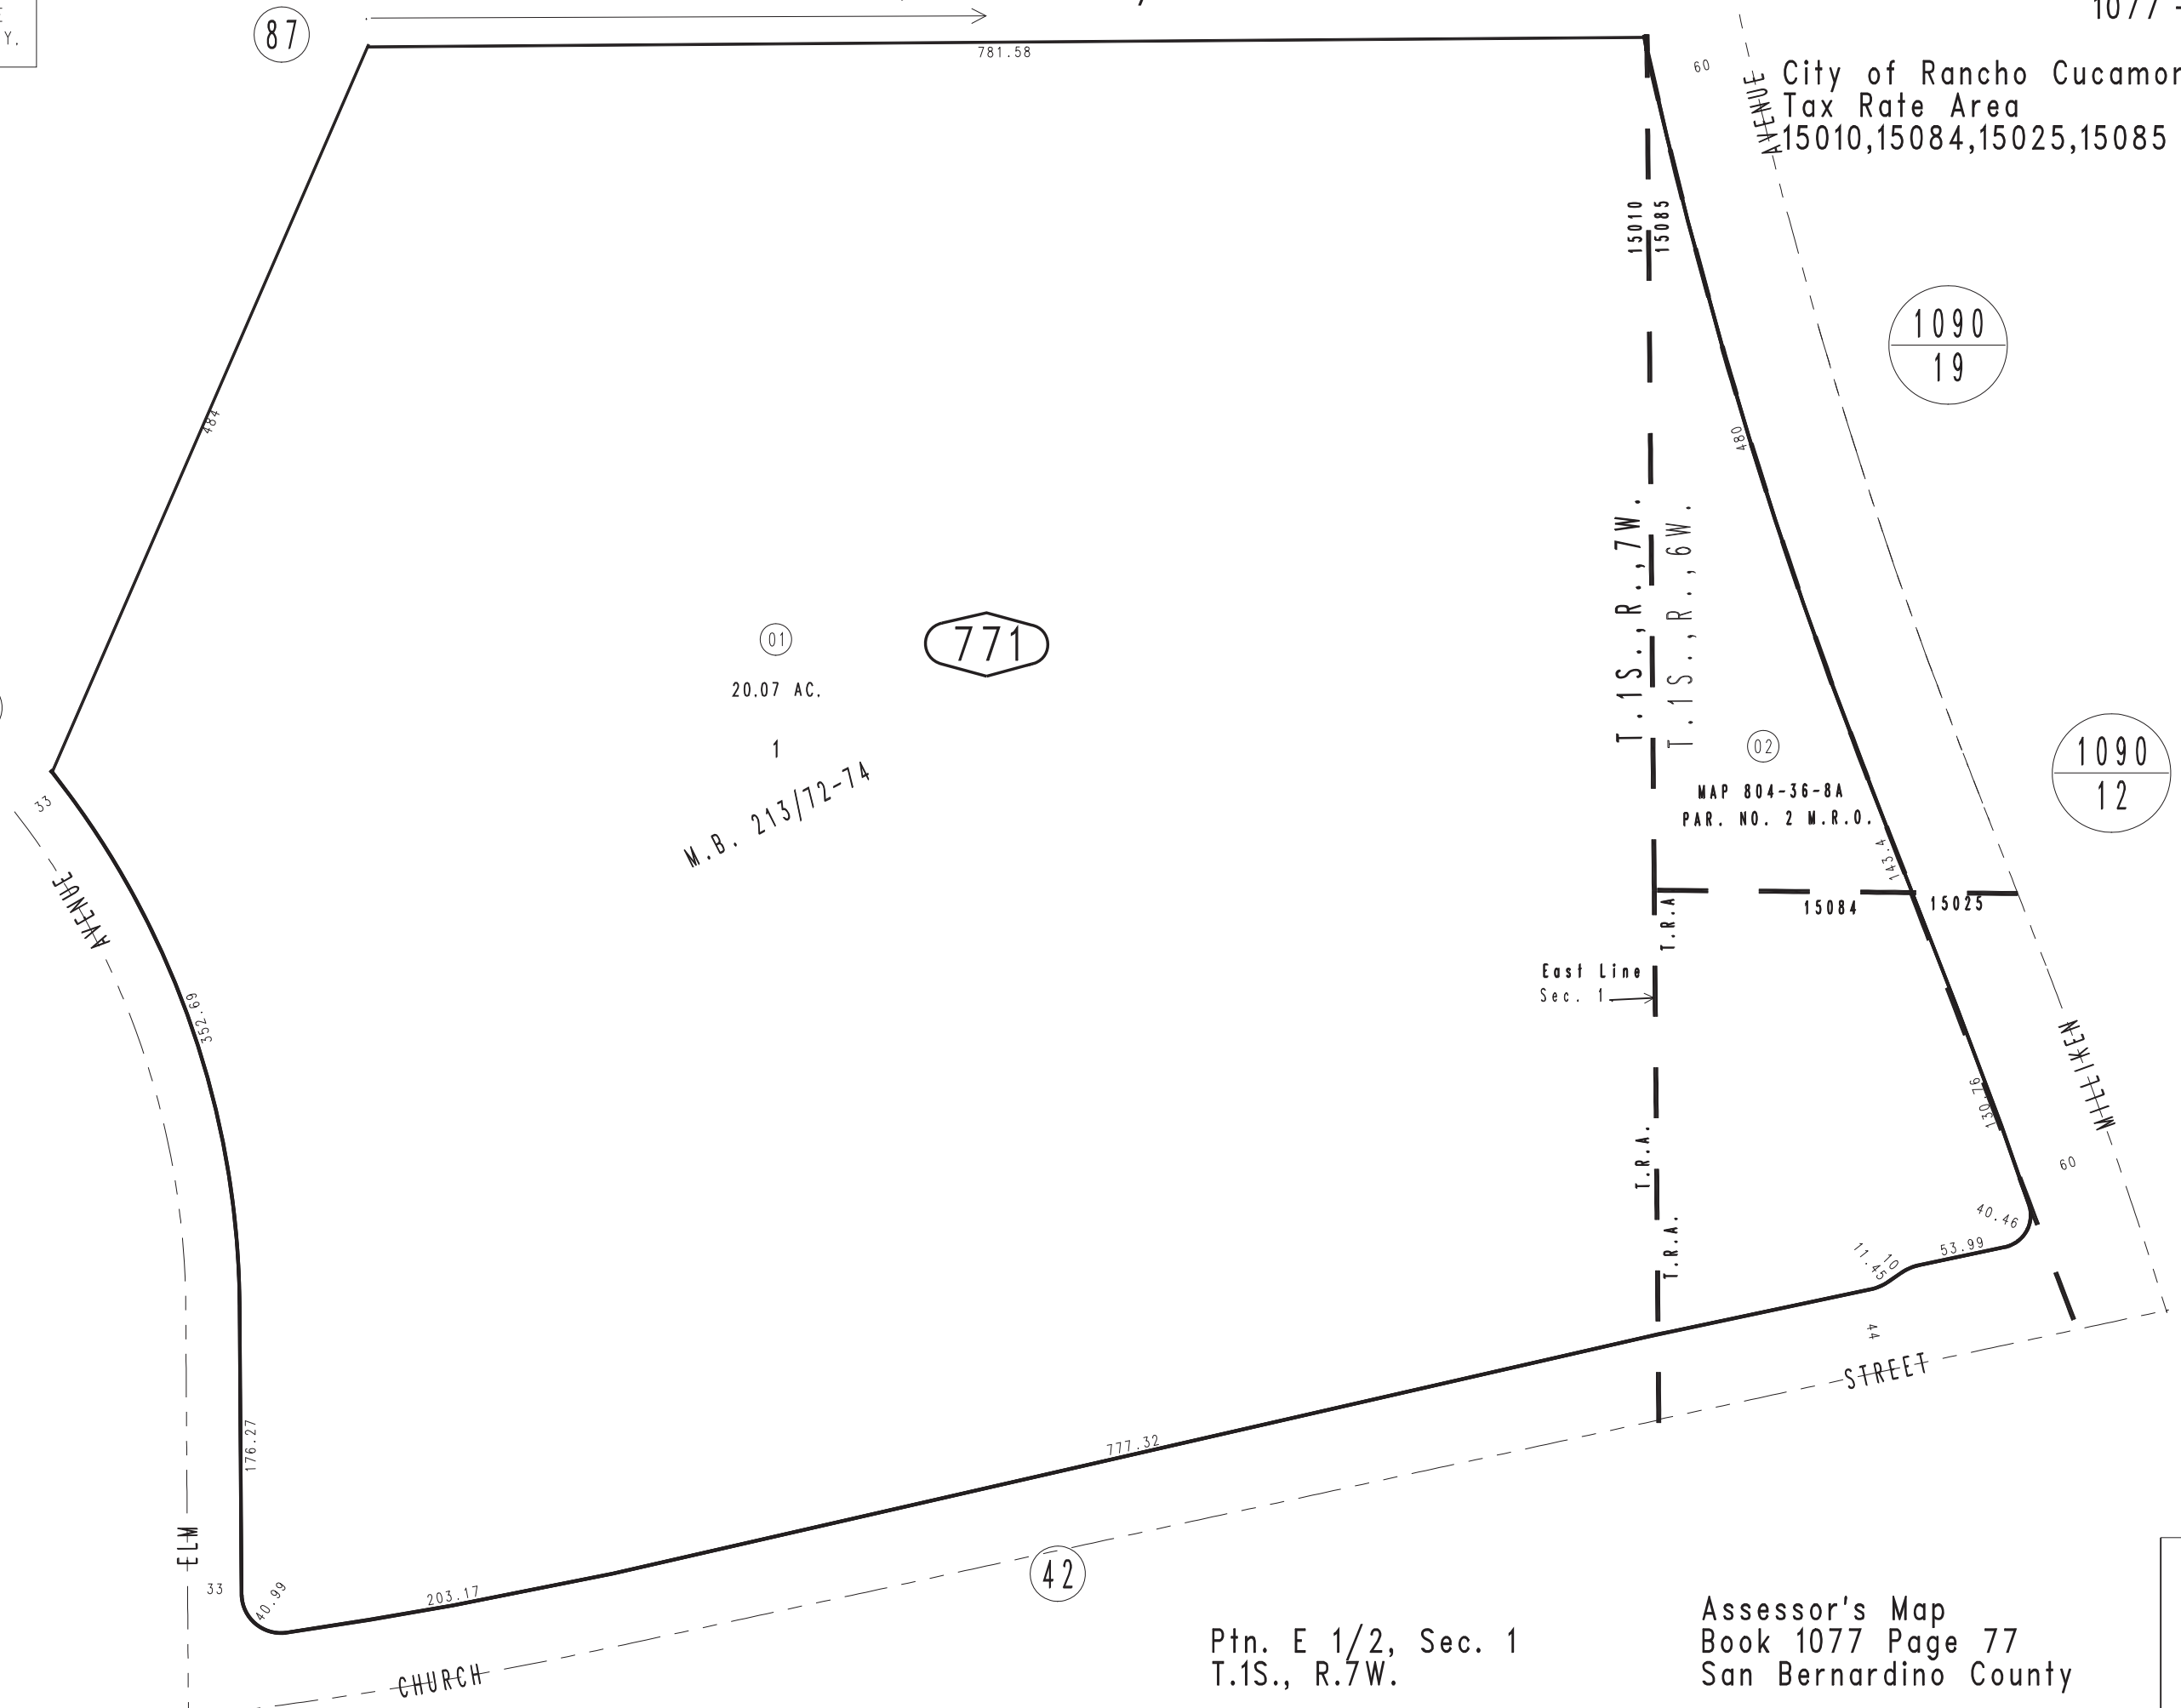 Y.
87
781.58
1077
60
AVENUE
City of Rancho Cucamon
Tax Rate Area
15010,15084,15025,15085
15010
15085
1090
19
484
480
T.1S.,R.,7W.
T.1S.,R.,6W.
01
771
20.07 AC.
1
M.B. 213/72-74
02
MAP 804-36-8A
PAR. NO. 2 M.R.O.
1090
12
33
AVENUE
143.4
15084
15025
T.R.A
East Line
Sec. 1
352.69
MILLIKEN
130.76
T.R.A.
60
40.46
T.R.A.
53.99
10
11.45
44
STREET
176.27
777.32
ELM
33
40.99
203.17
42
CHURCH
Ptn. E 1/2, Sec. 1
T.1S., R.7W.
Assessor's Map
Book 1077 Page 77
San Bernardino County